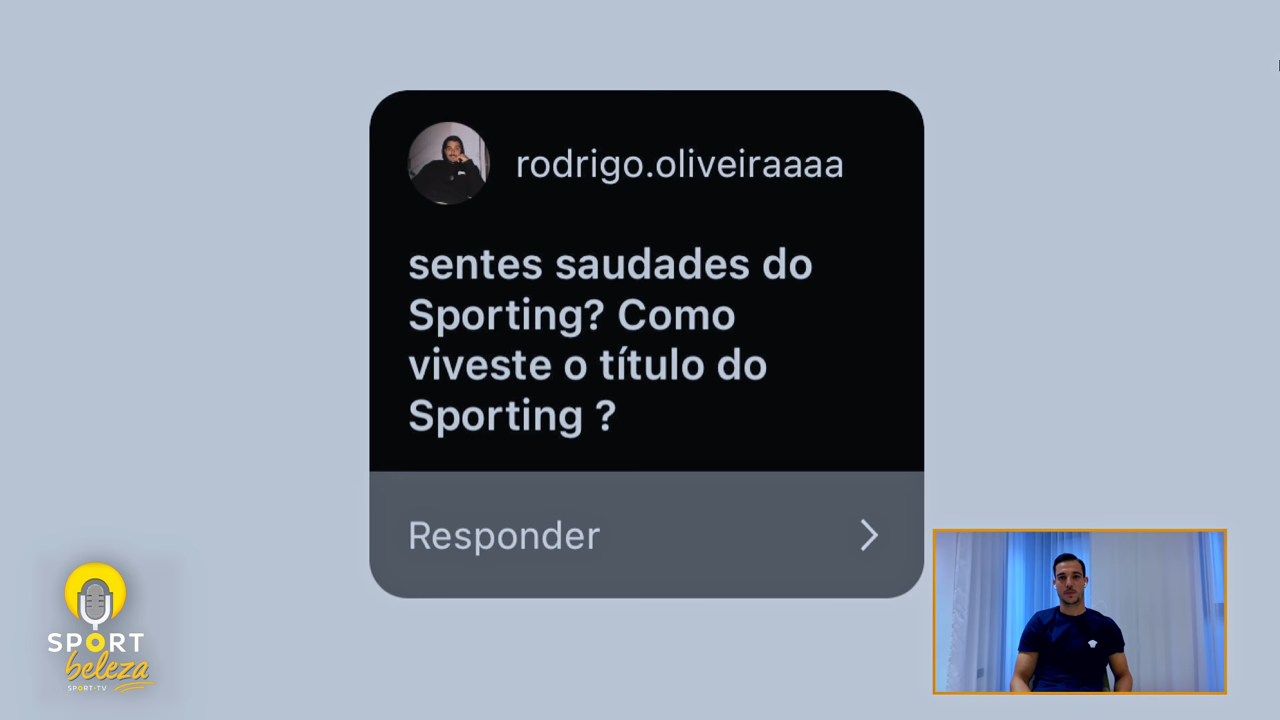 rodrigo.oliveiraaaa
sentes saudades do
Sporting? Como
viveste o título do
Sporting ?
Responder
SPORT
beleza
SPORT•TV